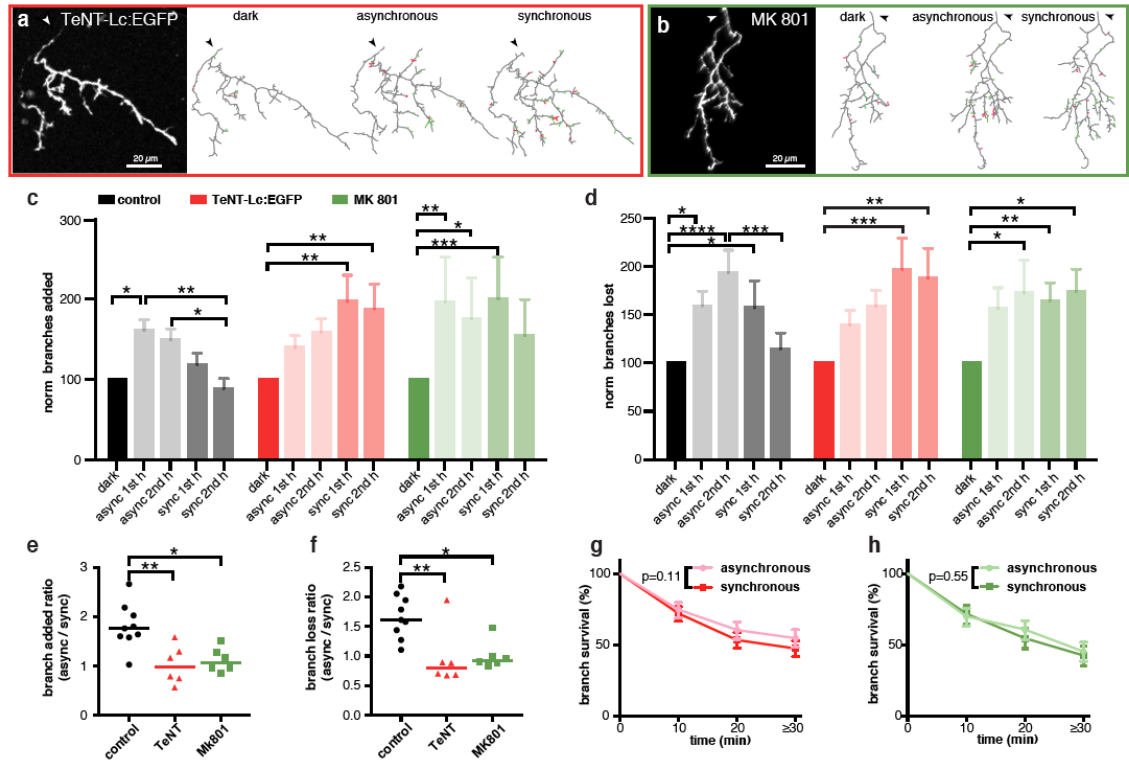 a TeNT-Lc:EGFP dark asynchronous synchronous
20 µm
b MK 801 dark asynchronous synchronous
20 µm
c control TeNT-Lc:EGFP MK 801
norm branches added
300
200
100
0
** ** * * ** ** ** * ***
dark async 1st h async 2nd h sync 1st h sync 2nd h
dark async 1st h async 2nd h sync 1st h sync 2nd h
dark async 1st h async 2nd h sync 1st h sync 2nd h
d
norm branches lost
250
200
150
100
50
0
* **** *** * ** *** * ** *
dark async 1st h async 2nd h sync 1st h sync 2nd h
dark async 1st h async 2nd h sync 1st h sync 2nd h
dark async 1st h async 2nd h sync 1st h sync 2nd h
e
branch added ratio
(async / sync)
3
2
1
0
*
**
control TeNT Mk801
f
branch loss ratio
(async / sync)
2.5
2.0
1.5
1.0
0.5
0.0
*
**
control TeNT MK801
g
p=0.11
asynchronous
synchronous
branch survival (%)
100
50
0
0 10 20 ≥30
time (min)
h
p=0.55
asynchronous
synchronous
branch survival (%)
100
50
0
0 10 20 ≥30
time (min)